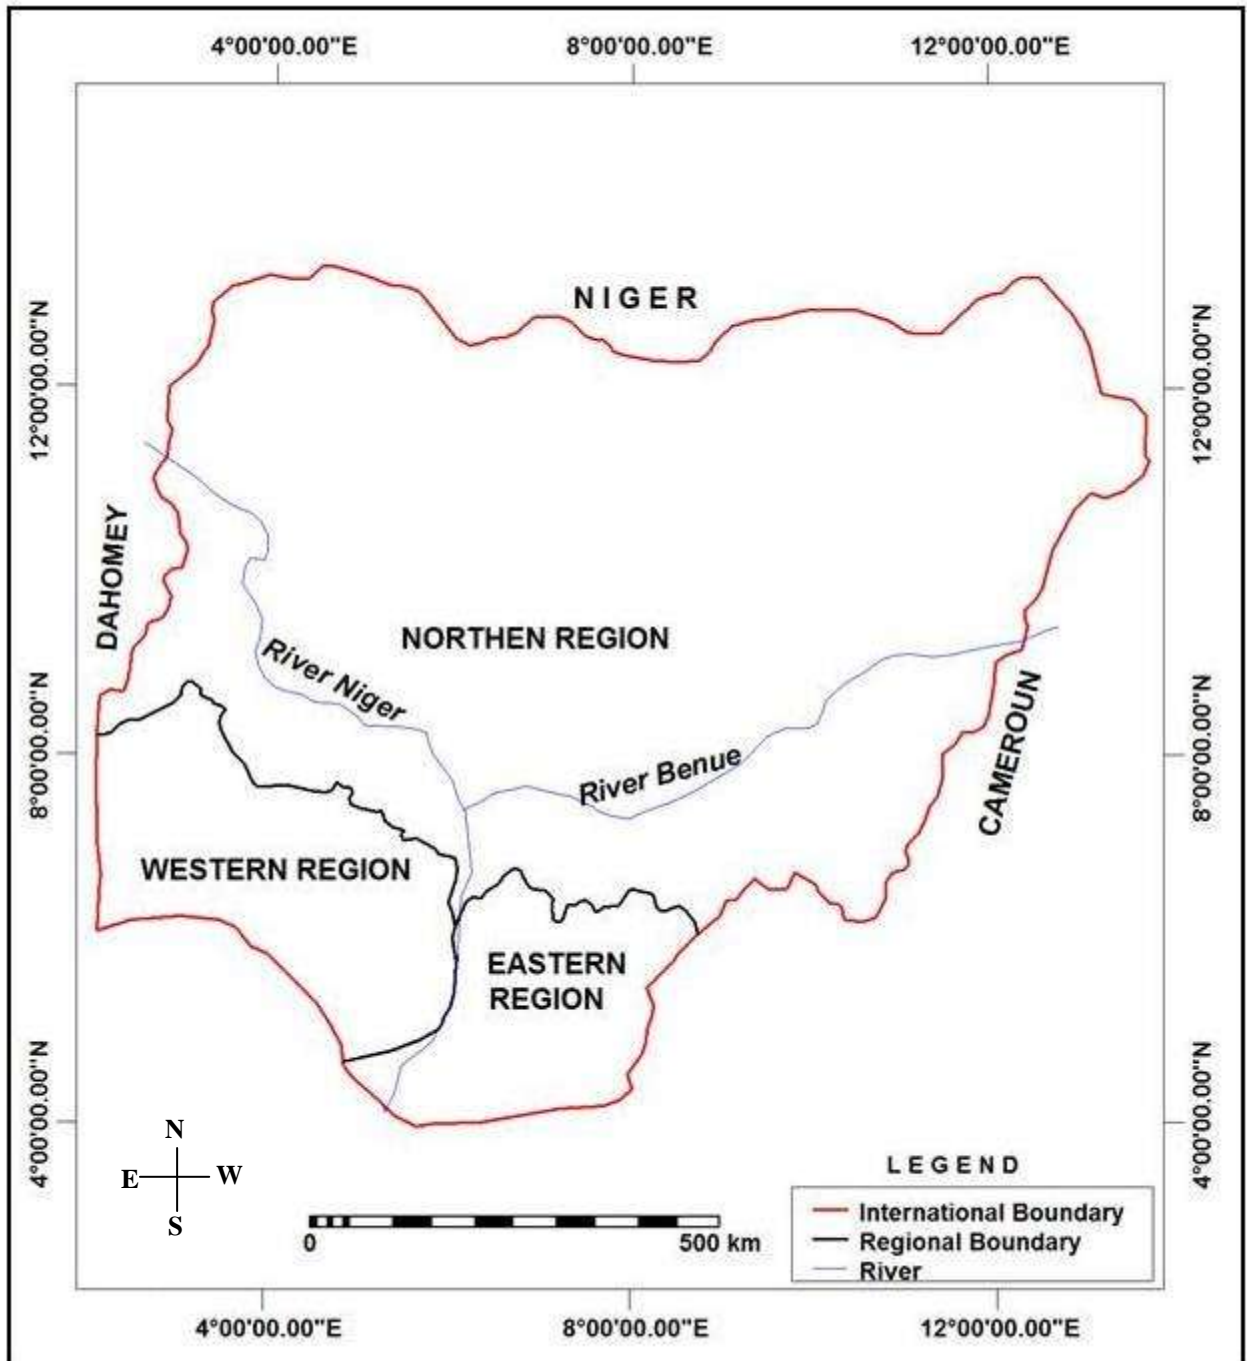 4°00'00.00"E 8°00'00.00"E 12°00'00.00"E
NIGER
12°00'00.00"N
12°00'00.00"N
DAHOMEY
NORTHEN REGION
River Niger
CAMEROUN
8°00'00.00"N
8°00'00.00"N
River Benue
WESTERN REGION
EASTERN
REGION
4°00'00.00"N
4°00'00.00"N
N
E W
S
LEGEND
International Boundary
Regional Boundary
River
0 500 km
4°00'00.00"E 8°00'00.00"E 12°00'00.00"E